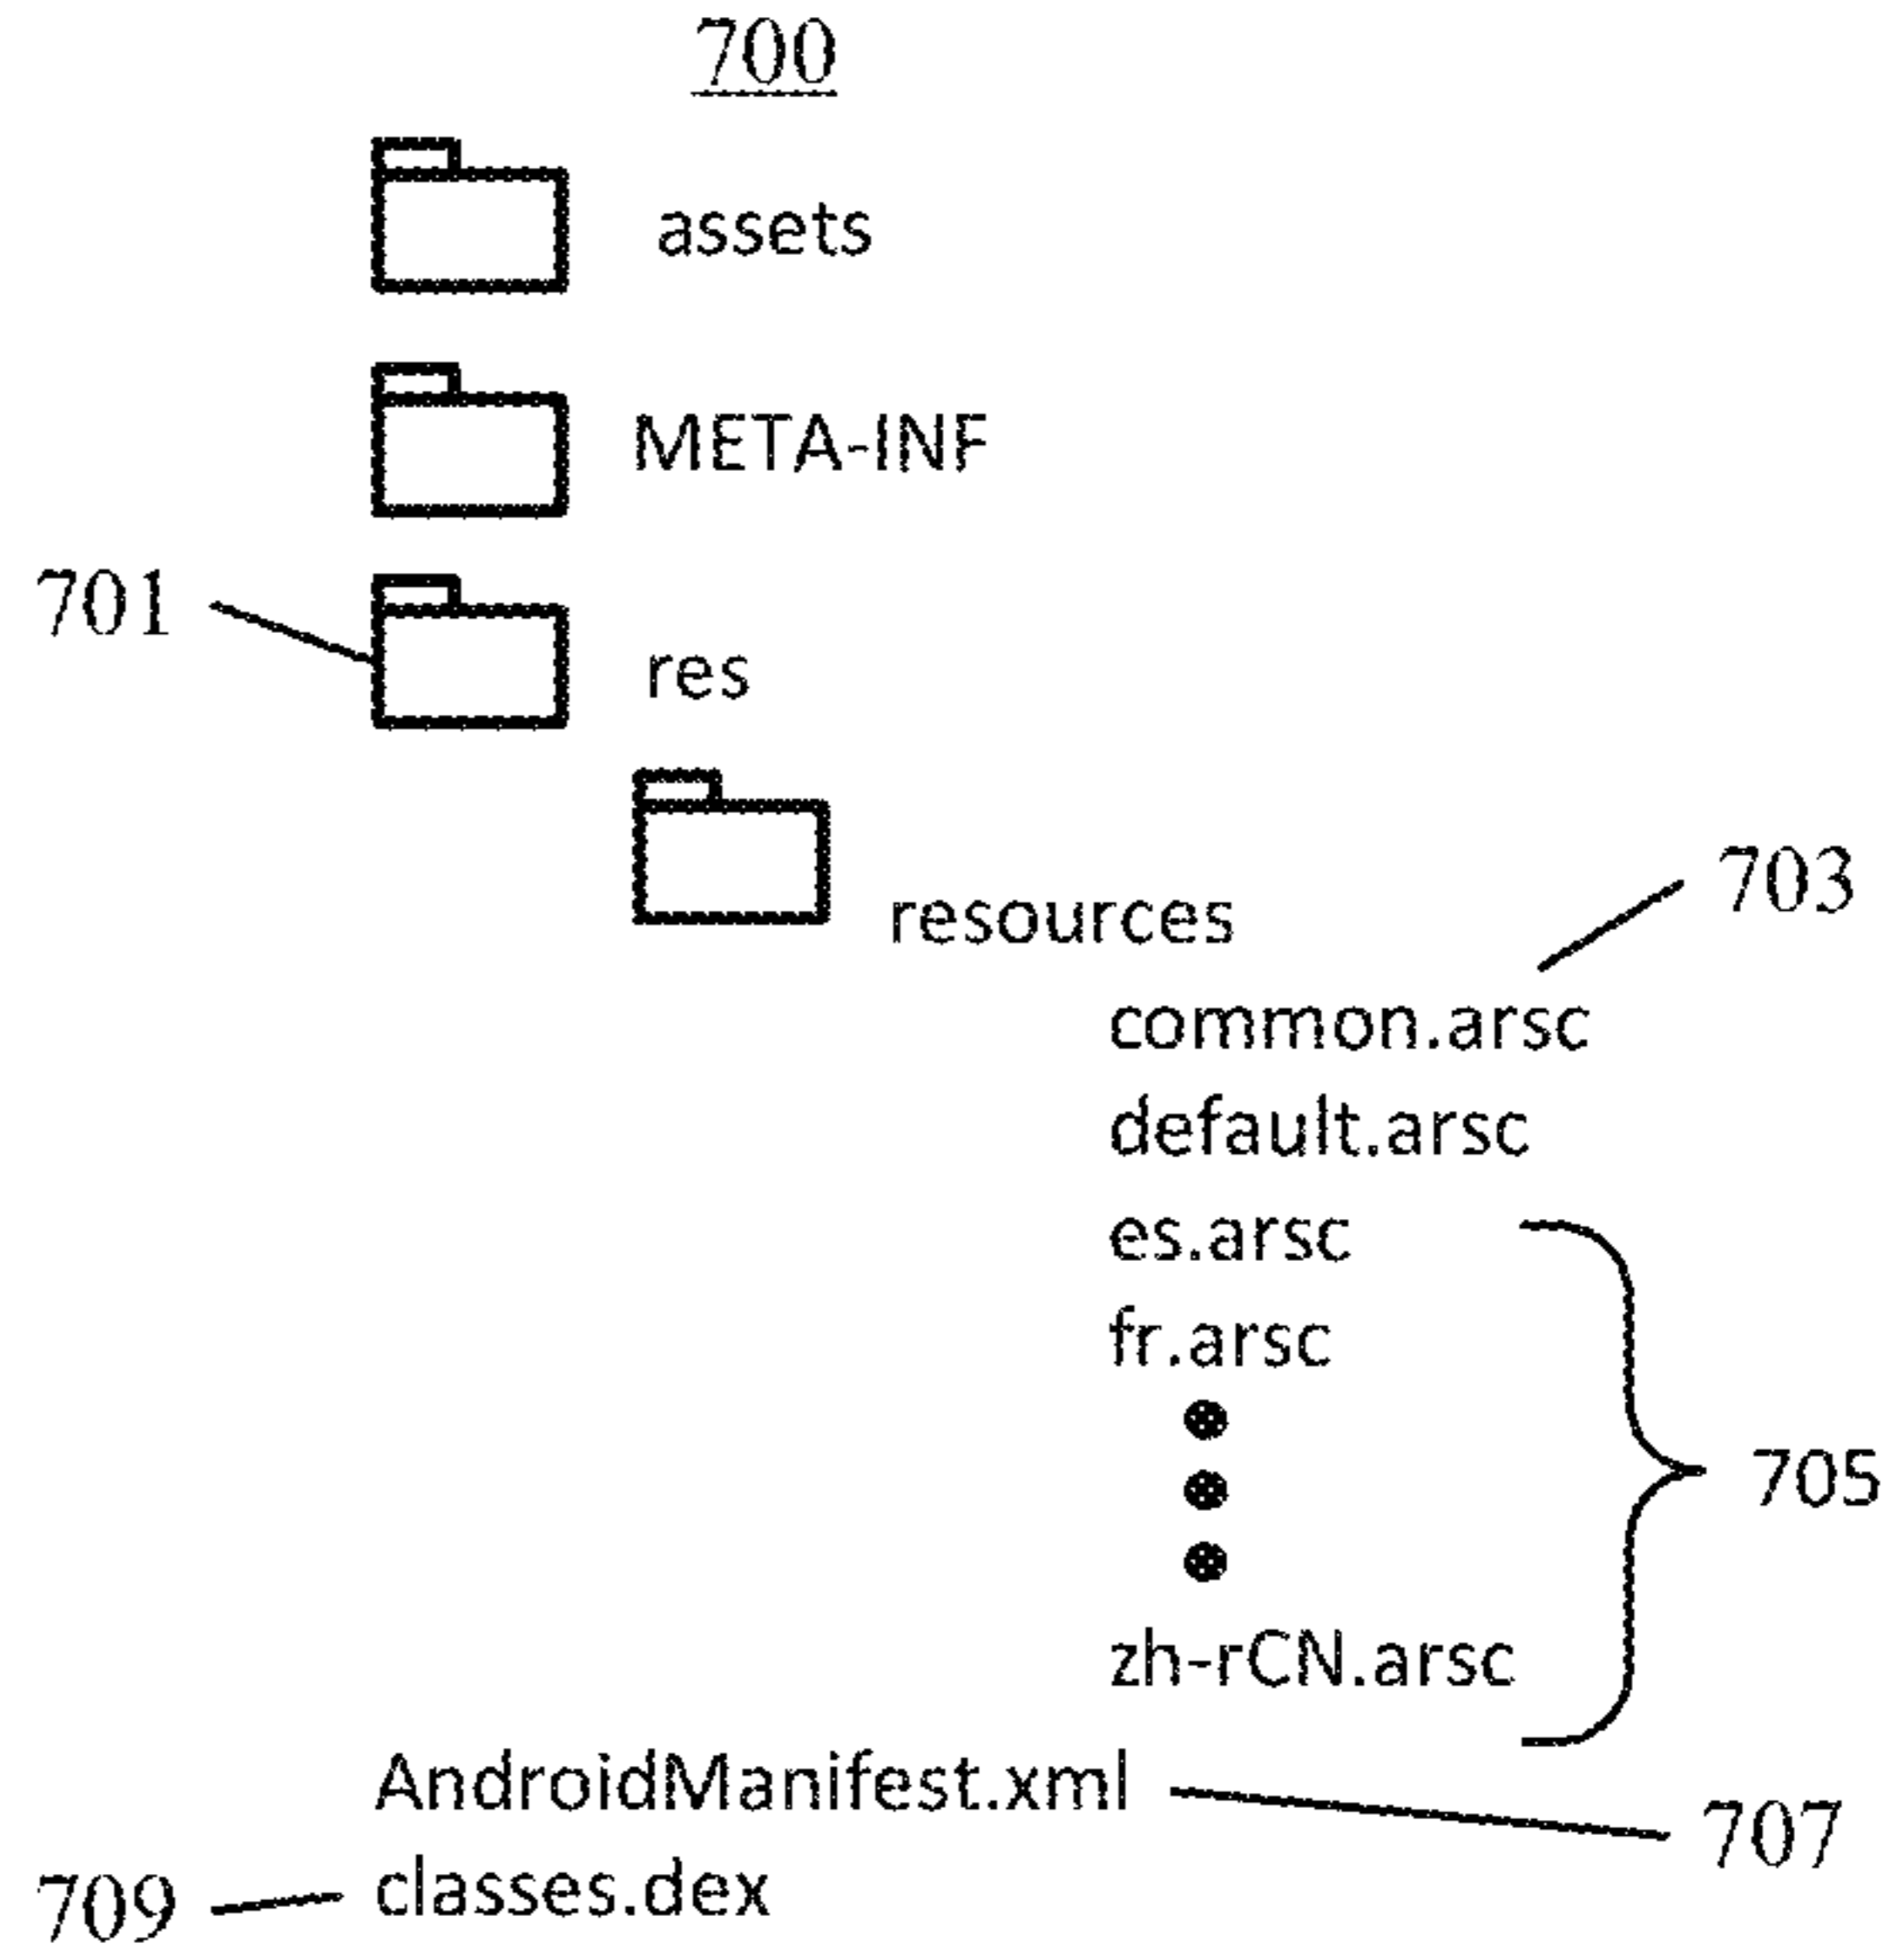 700
assets
META-INF
701
res
resources
703
common.arsc
default.arsc
es.arsc
fr.arsc
705
zh-rCN.arsc
AndroidManifest.xml
707
709
classes.dex